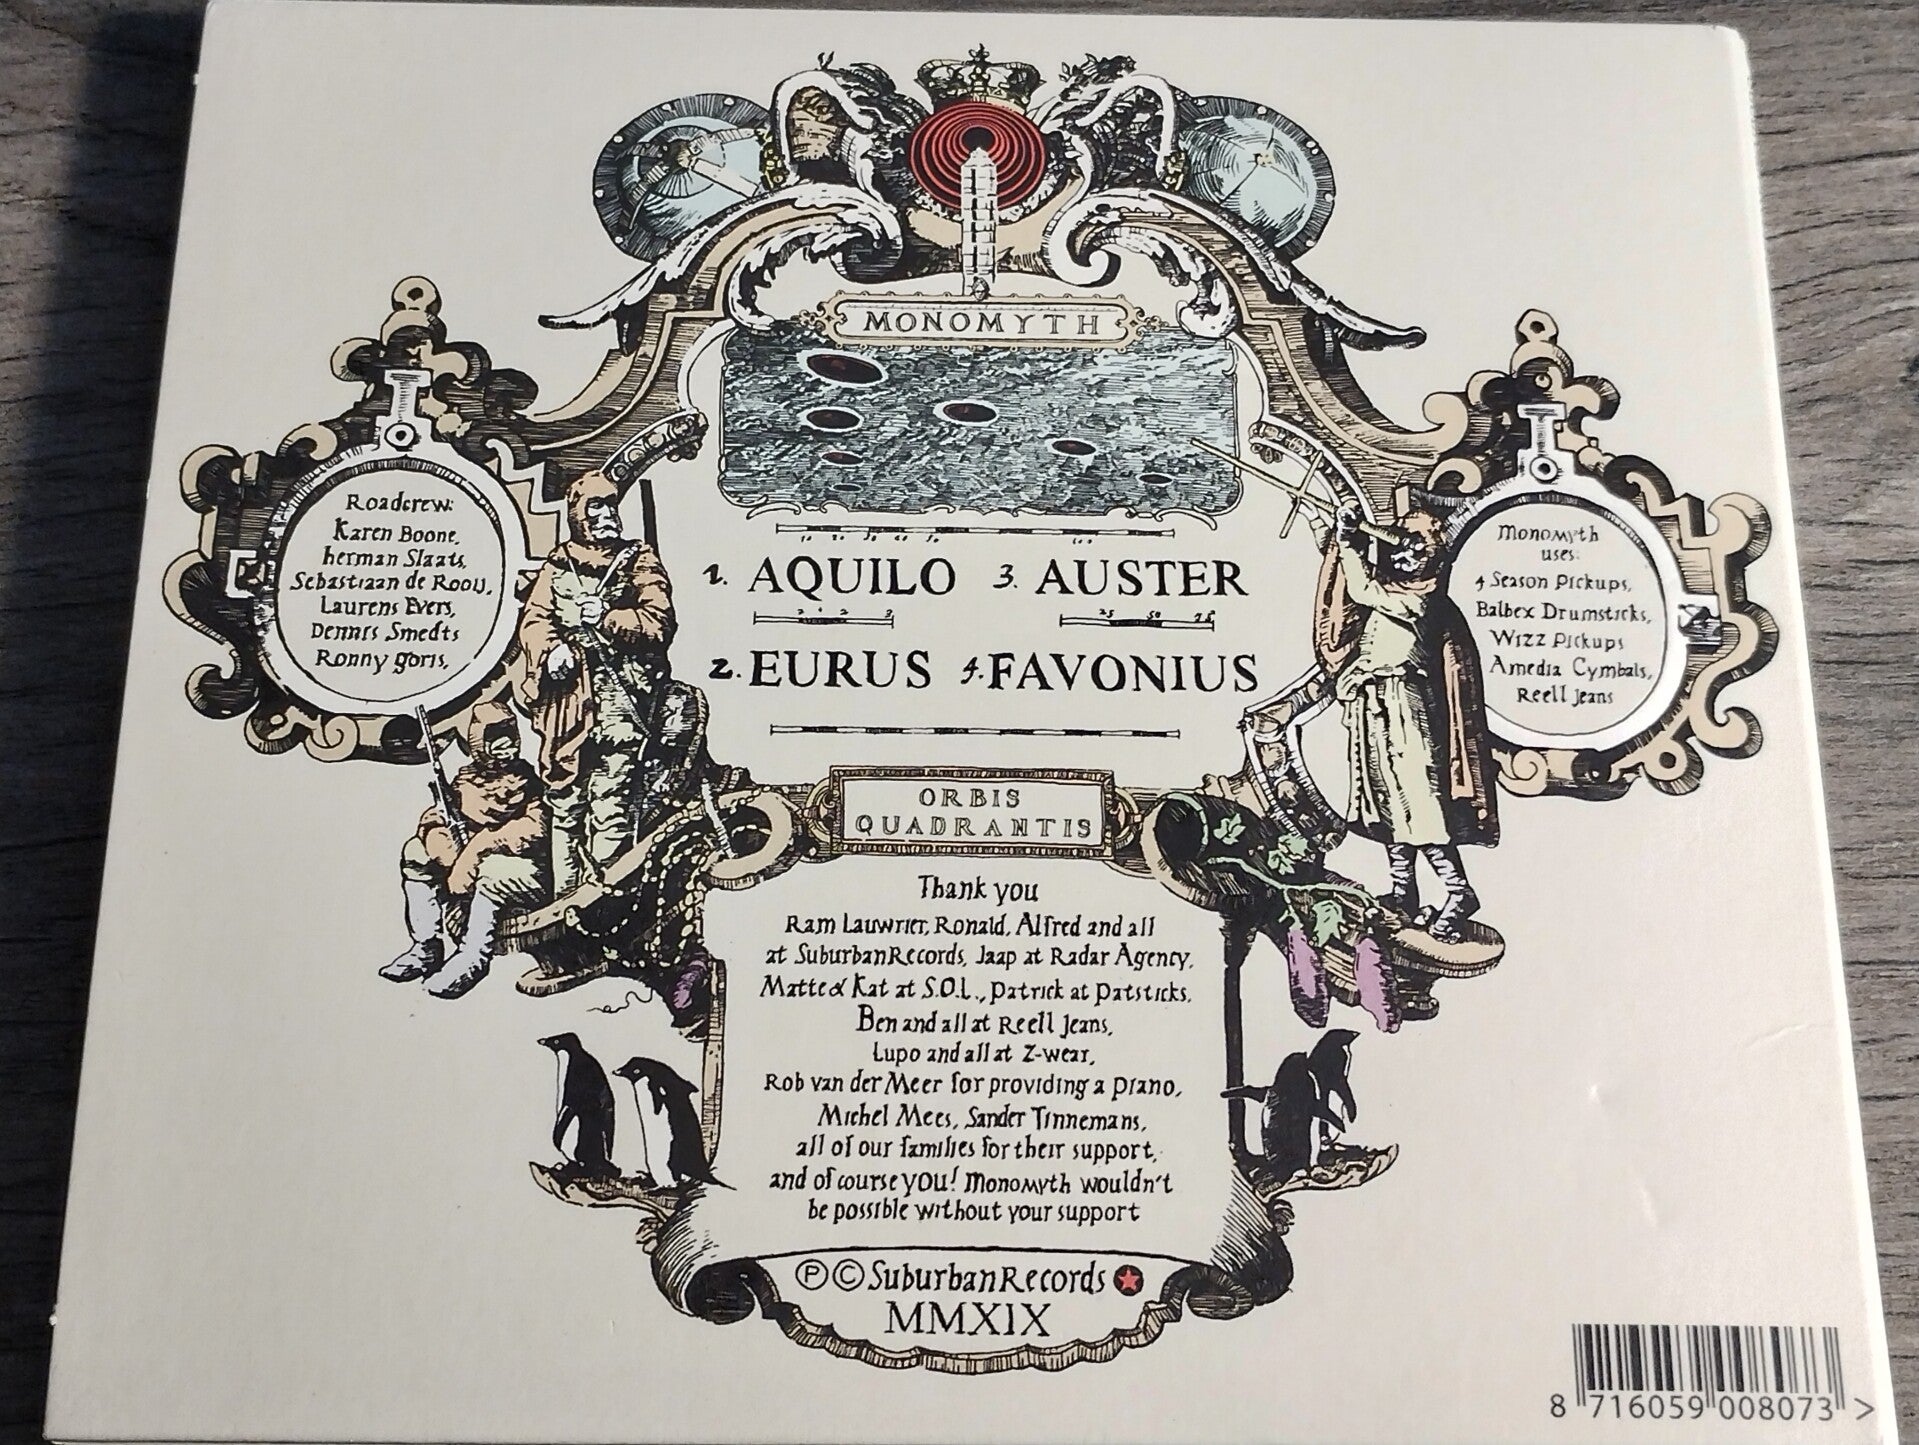 MONOMYTH
1. AQUILO 3. AUSTER
2. EURUS 4. FAVONIUS
Roadcrew:
Karen Boone,
herman Slaats,
Sebastiaan de Rooij,
Laurens Evers,
Dennis Smedts
Ronny goris,
Monomyth
uses:
4 Season Pickups,
Balbex Drumsticks,
Wizz Pickups
Amedia Cymbals,
Reell Jeans
ORBIS
QUADRANTIS
Thank you
Ram Lauwrier, Ronald, Alfred and all
at Suburban Records, Jaap at Radar Agency,
Matte & Kat at S.O.L., Patrick at Patsticks,
Ben and all at Reell Jeans,
Lupo and all at Z-wear,
Rob van der Meer for providing a piano,
Michel Mees, Sander Tinnemans,
all of our families for their support,
and of course you! Monomyth wouldn't
be possible without your support
Ⓟ © Suburban Records
MMXIX
8 716059 008073 >